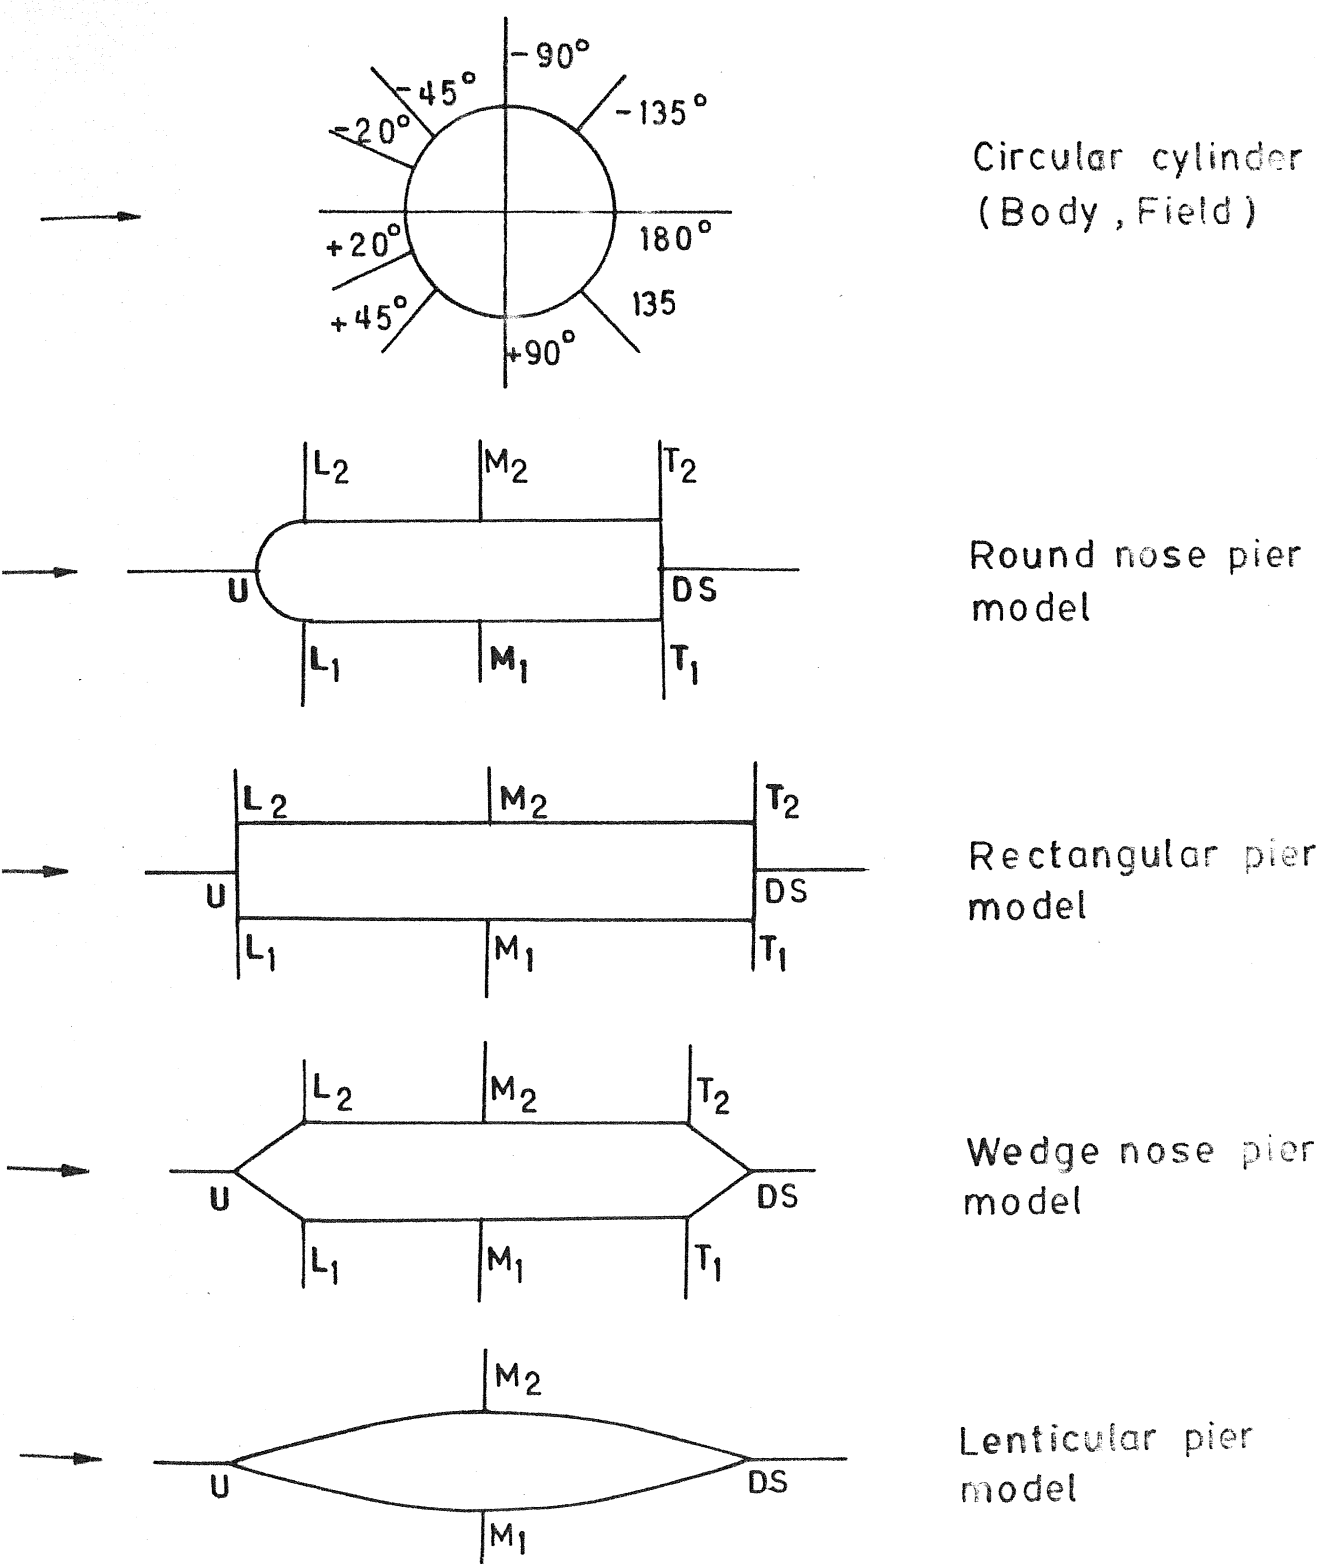 -90°
-45°
-135°
-20°
Circular cylinder
(Body, Field)
+20°
180°
+45°
135
+90°
L2 M2 T2
U DS
Round nose pier
model
L1 M1 T1
L2 M2 T2
U DS
Rectangular pier
model
L1 M1 T1
L2 M2 T2
U DS
Wedge nose pier
model
L1 M1 T1
M2
U DS
Lenticular pier
model
M1